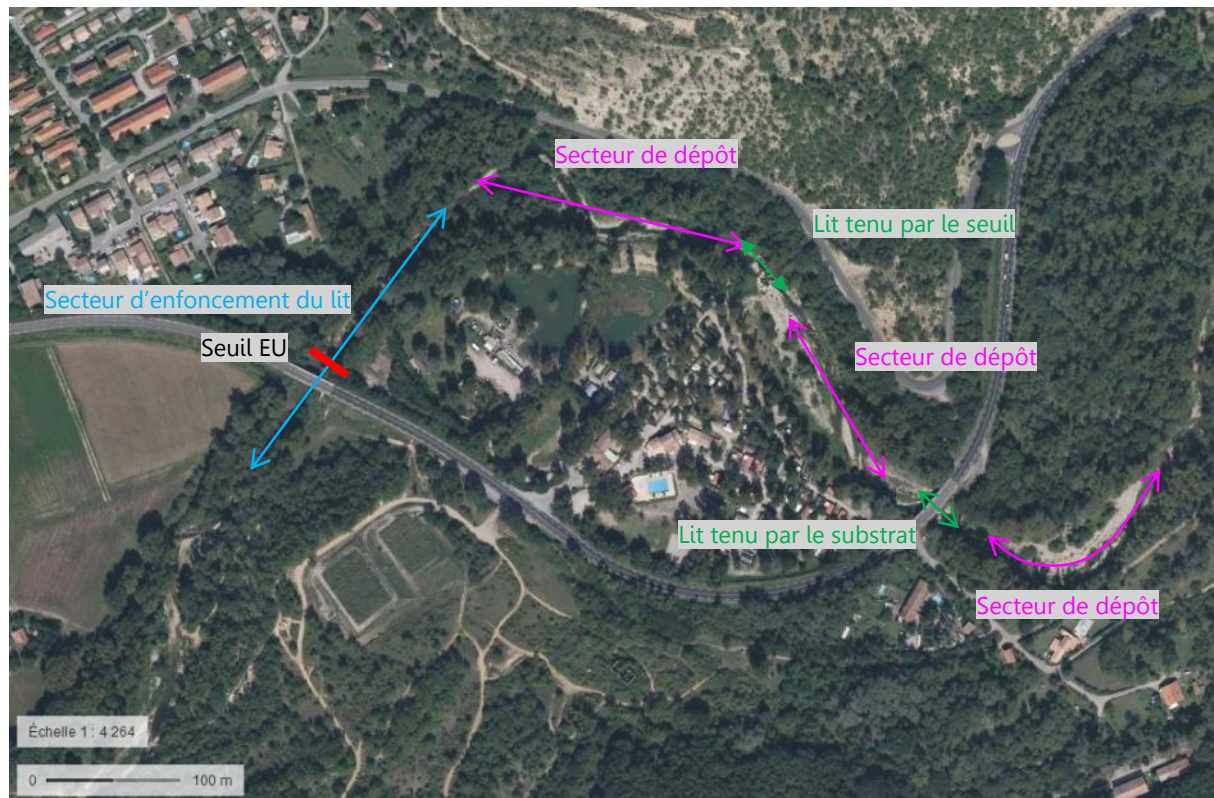 Secteur de dépôt
Lit tenu par le seuil
Secteur d'enfoncement du lit
Seuil EU
Secteur de dépôt
Lit tenu par le substrat
Secteur de dépôt
Échelle 1 : 4 264
0 100 m